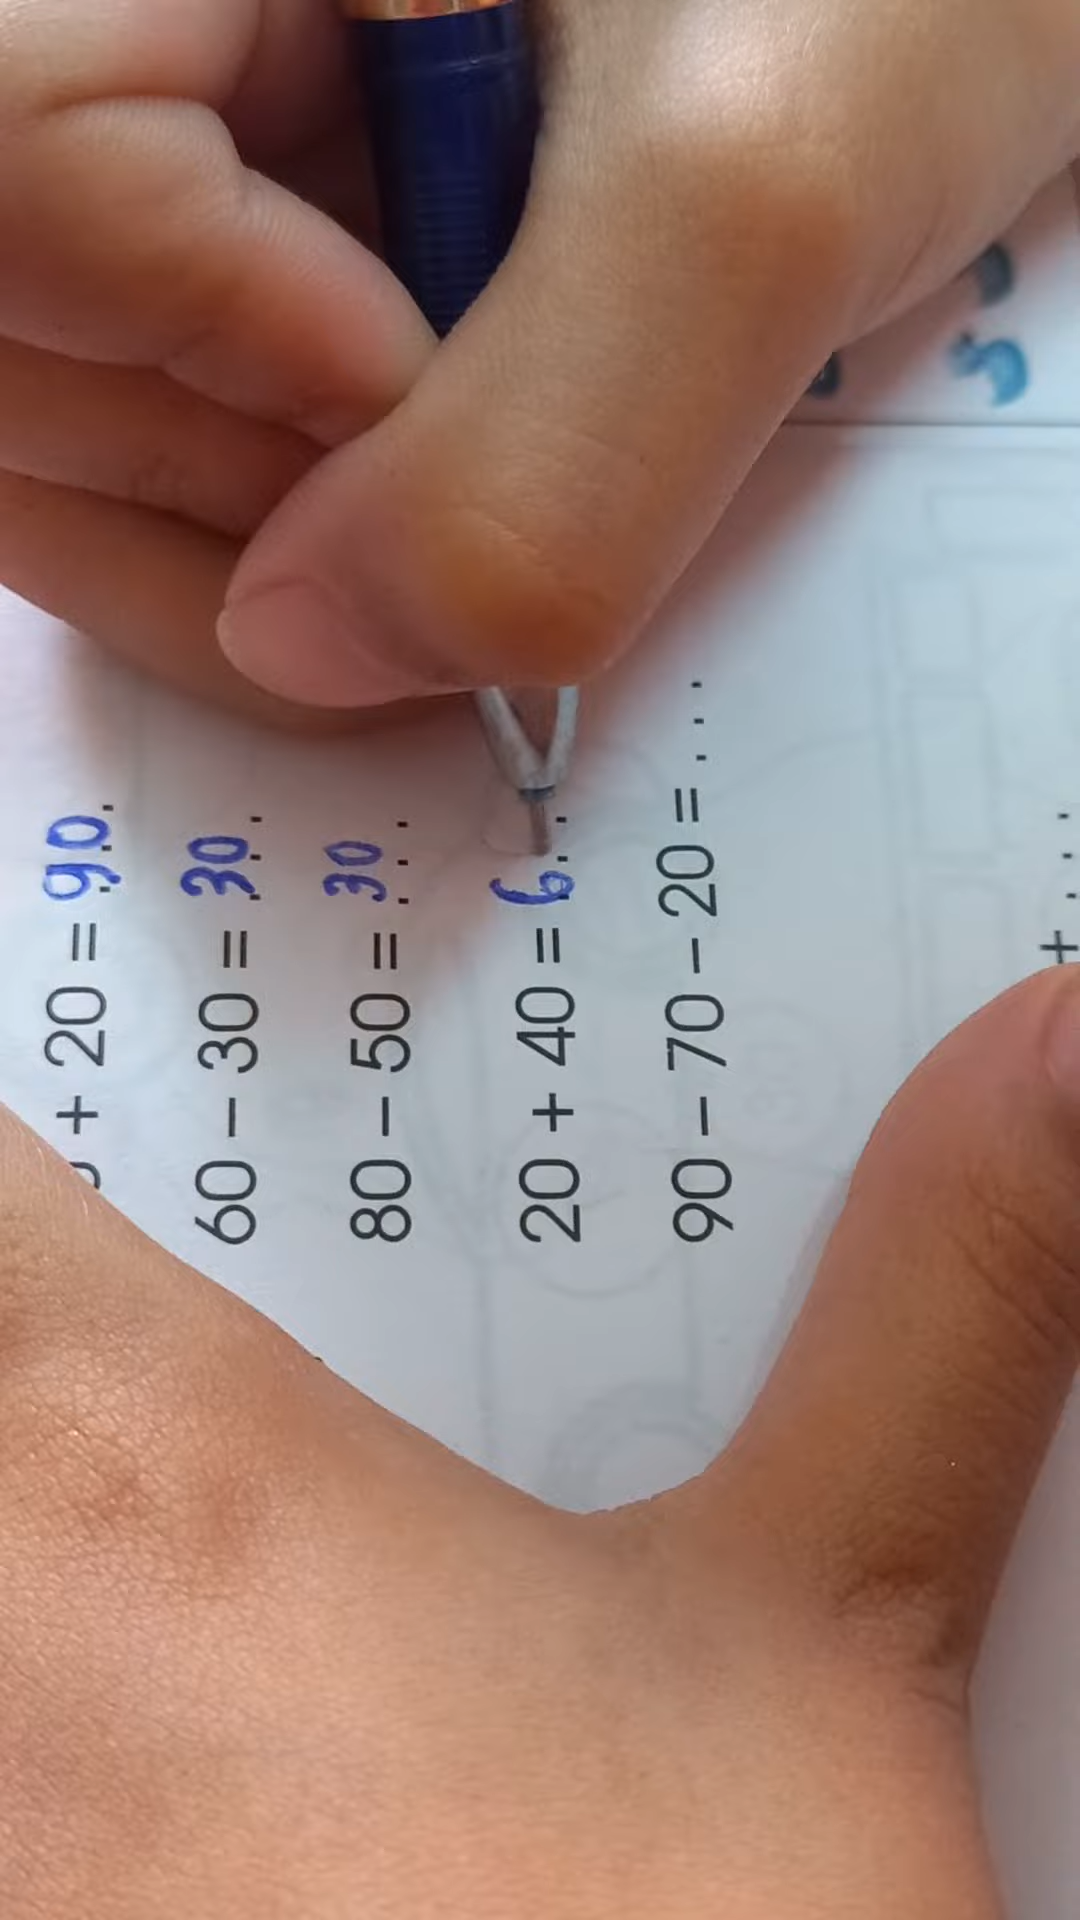 + 20 = 90
60 - 30 = 30
80 - 50 = 30
20 + 40 = 6
90 - 70 - 20 = ...
+ ...